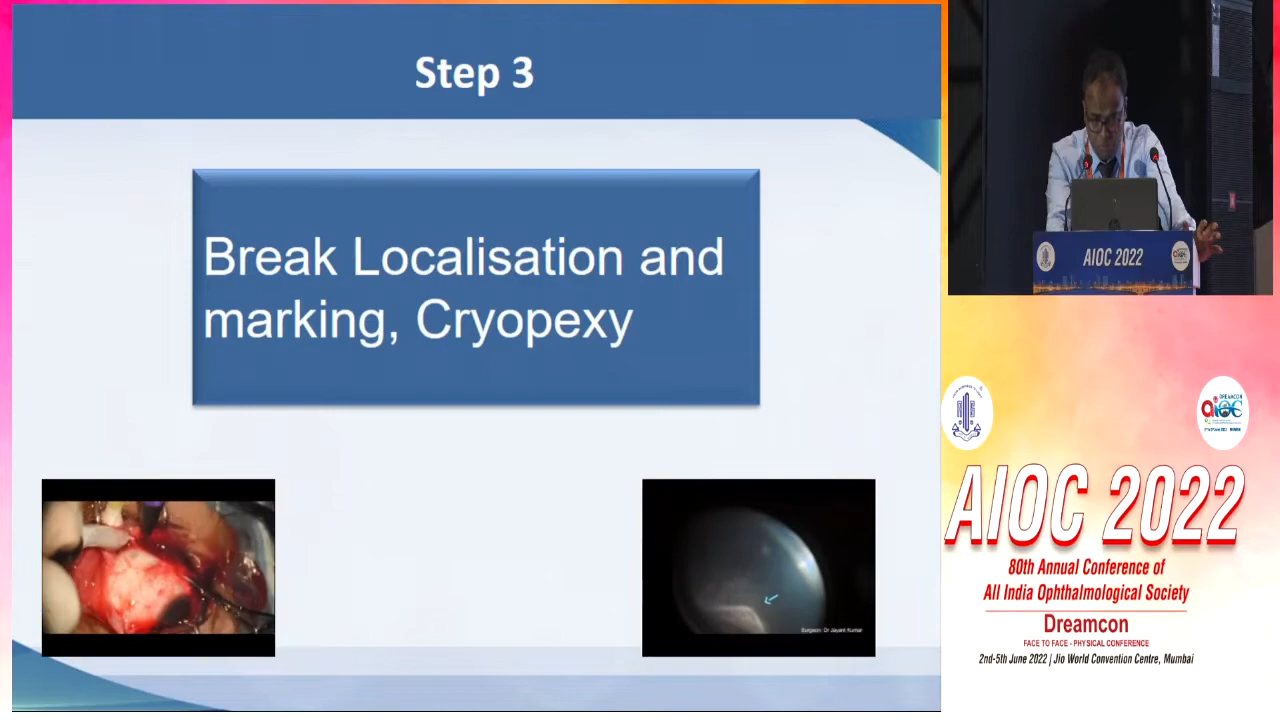 Step 3
Break Localisation and
marking, Cryopexy
Surgeon: Dr Jayant Kumar
AIOC 2022
DREAMCON
aioc
AIOC 2022
80th Annual Conference of
All India Ophthalmological Society
Dreamcon
FACE TO FACE - PHYSICAL CONFERENCE
2nd-5th June 2022 | Jio World Convention Centre, Mumbai